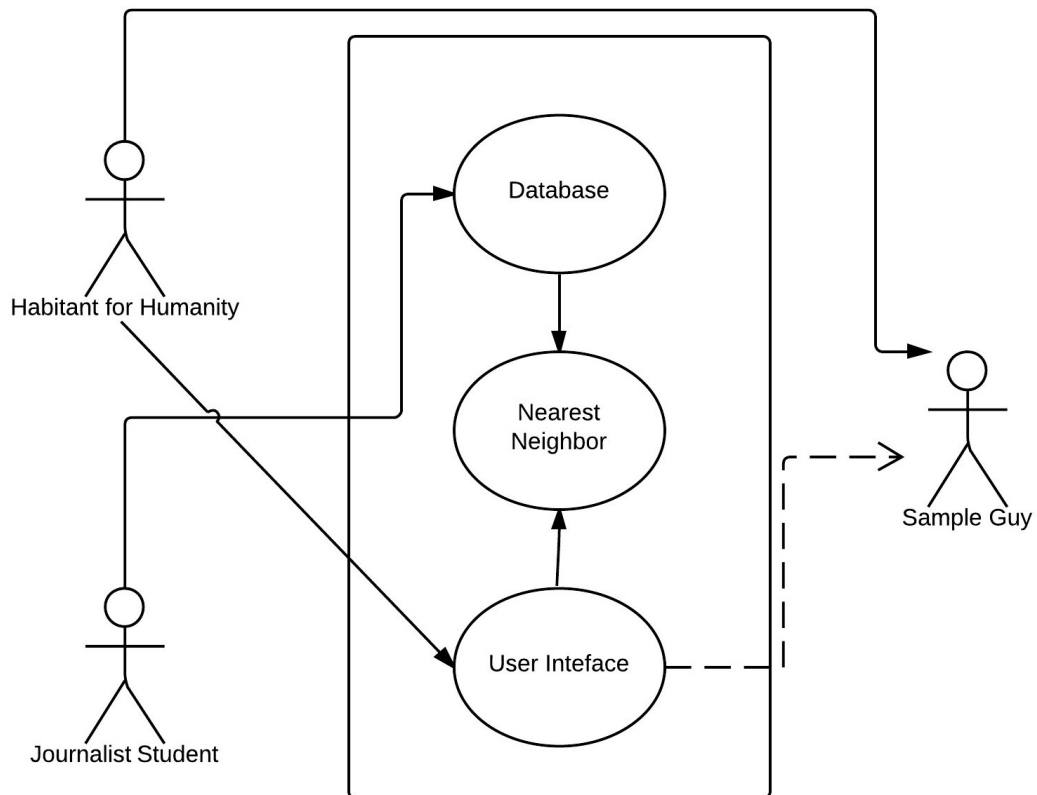 Database
Habitant for Humanity
Nearest
Neighbor
Sample Guy
User Inteface
Journalist Student